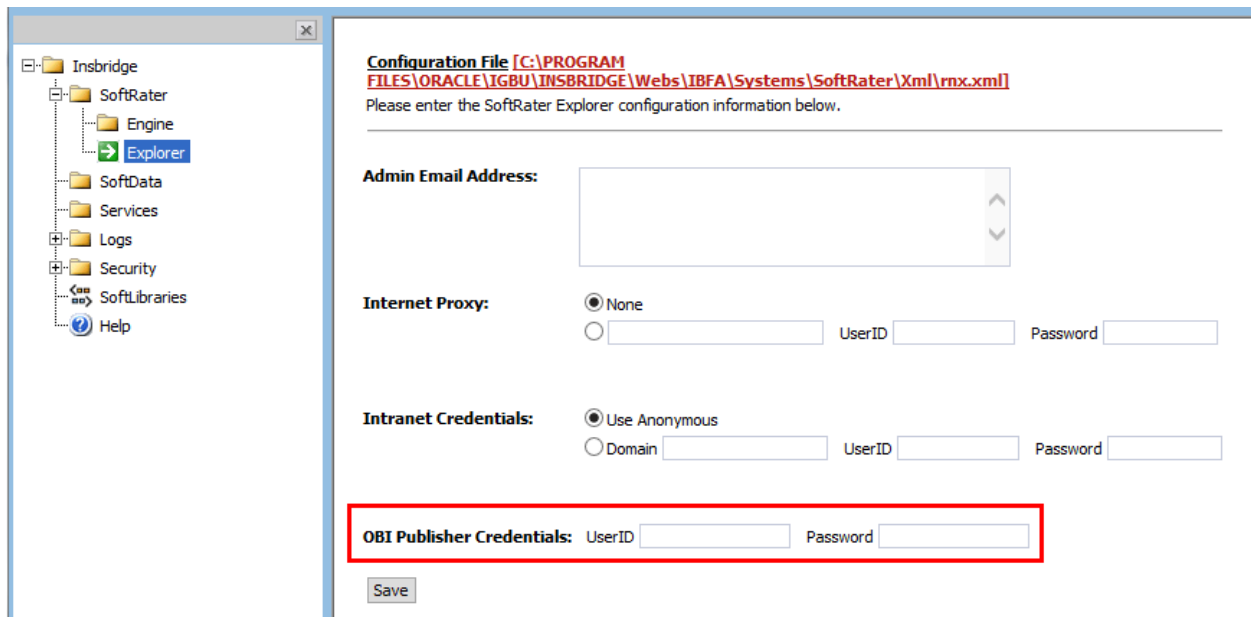 Insbridge
SoftRater
Engine
Explorer
SoftData
Services
Logs
Security
SoftLibraries
Help
Configuration File [C:\PROGRAM
FILES\ORACLE\IGBU\INSBRIDGE\Webs\IBFA\Systems\SoftRater\Xml\rnx.xml]
Please enter the SoftRater Explorer configuration information below.
Admin Email Address:
Internet Proxy: None
UserID Password
Intranet Credentials: Use Anonymous
Domain UserID Password
OBI Publisher Credentials: UserID Password
Save